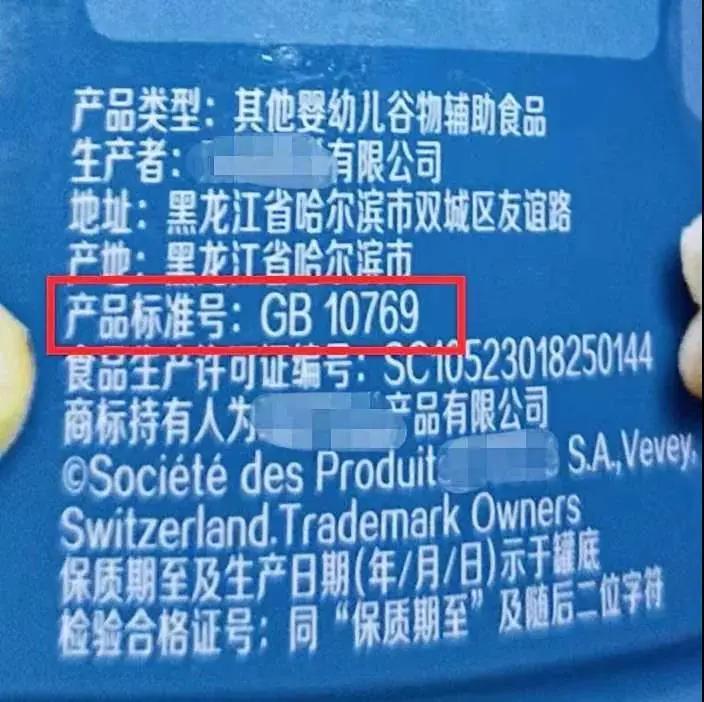 产品类型：其他婴幼儿谷物辅助食品
生产者：有限公司
地址：黑龙江省哈尔滨市双城区友谊路
产地：黑龙江省哈尔滨市
产品标准号：GB 10769
食品生产许可证编号：SC10523018250144
商标持有人为产品有限公司
©Société des Produit S.A.,Vevey,
Switzerland.Trademark Owners
保质期至及生产日期(年/月/日)示于罐底
检验合格证号：同“保质期至”及随后二位字符